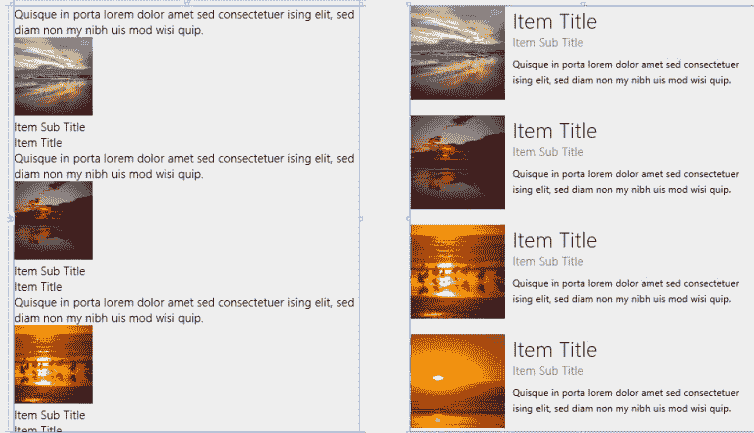 Quisque in porta lorem dolor amet sed consectetuer ising elit, sed
diam non my nibh uis mod wisi quip.
Item Sub Title
Item Title
Quisque in porta lorem dolor amet sed consectetuer ising elit, sed
diam non my nibh uis mod wisi quip.
Item Sub Title
Item Title
Quisque in porta lorem dolor amet sed consectetuer ising elit, sed
diam non my nibh uis mod wisi quip.
Item Sub Title
Item Title
Item Title
Item Sub Title
Quisque in porta lorem dolor amet sed consectetuer
ising elit, sed diam non my nibh uis mod wisi quip.
Item Title
Item Sub Title
Quisque in porta lorem dolor amet sed consectetuer
ising elit, sed diam non my nibh uis mod wisi quip.
Item Title
Item Sub Title
Quisque in porta lorem dolor amet sed consectetuer
ising elit, sed diam non my nibh uis mod wisi quip.
Item Title
Item Sub Title
Quisque in porta lorem dolor amet sed consectetuer
ising elit, sed diam non my nibh uis mod wisi quip.